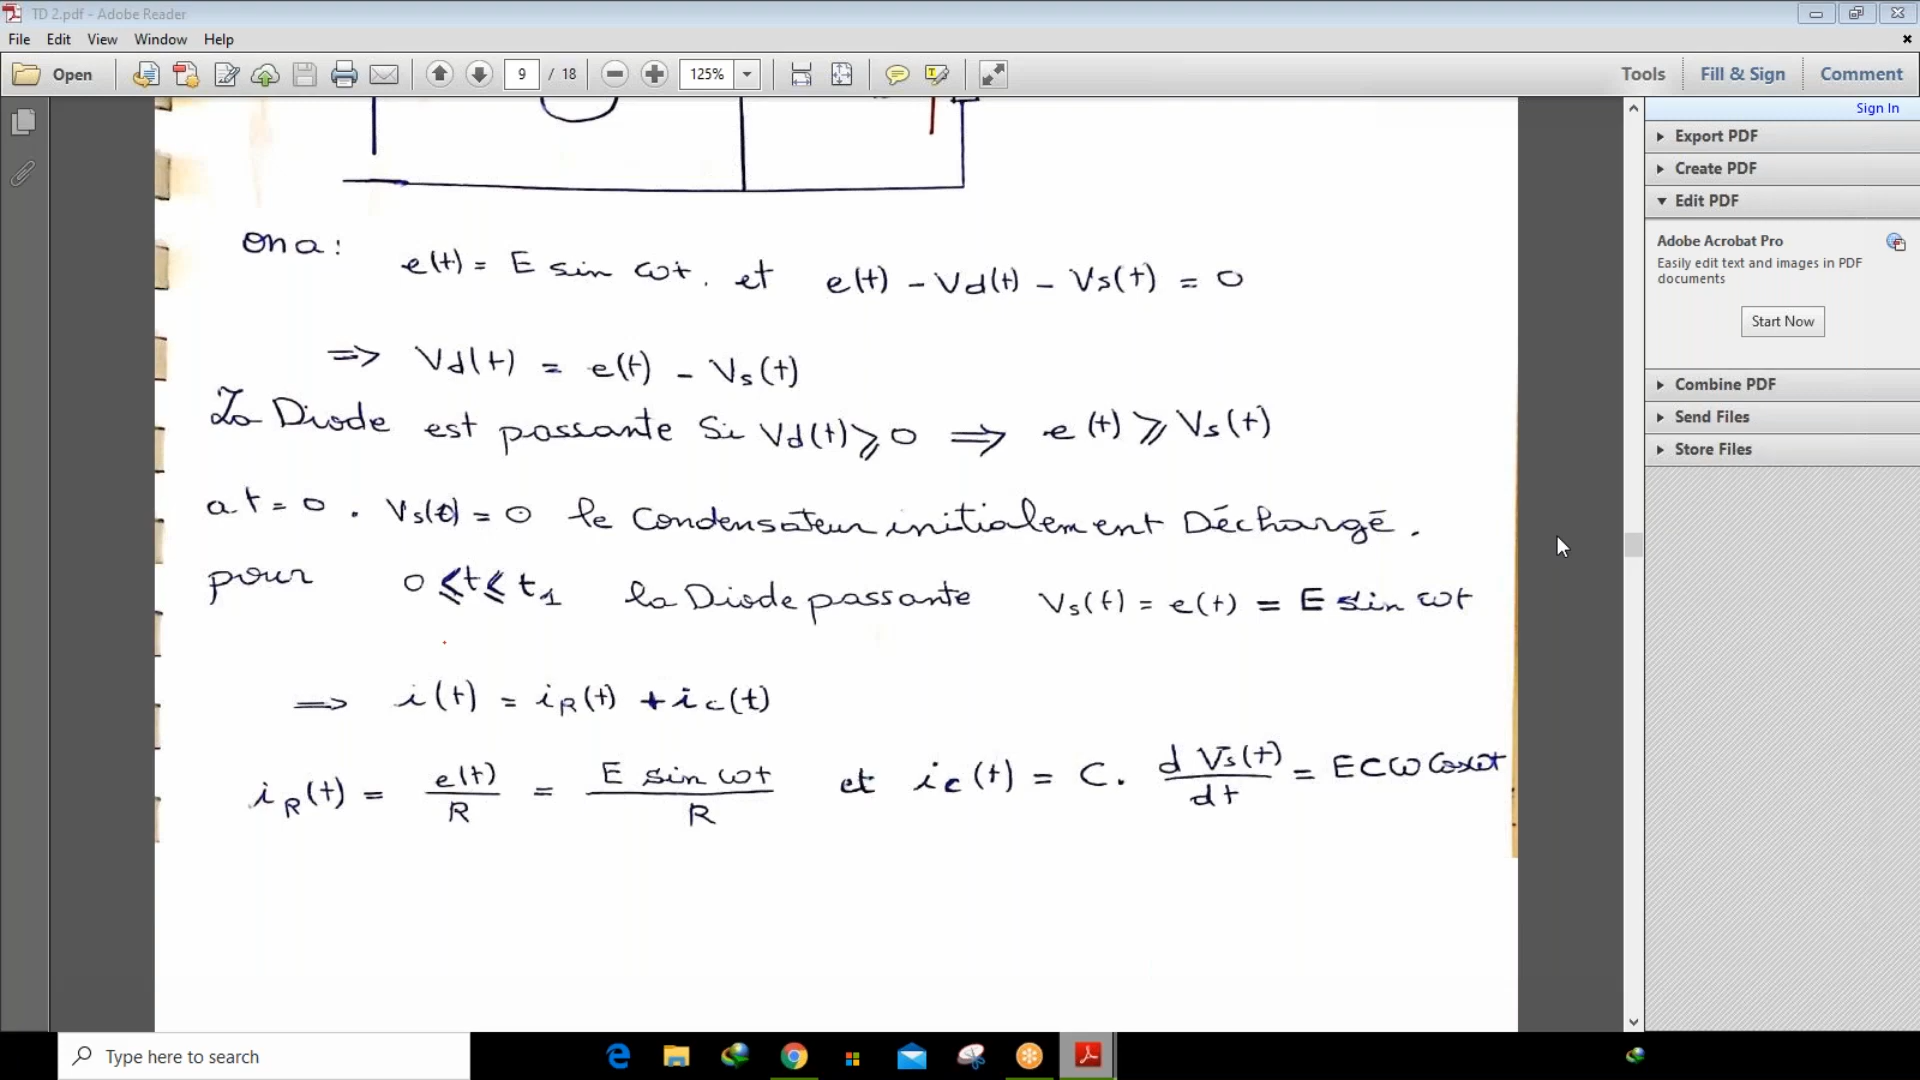 TD 2.pdf - Adobe Reader
File Edit View Window Help
Open 9 / 18 125% Tools Fill & Sign Comment
Sign In
Export PDF
Create PDF
Edit PDF
Adobe Acrobat Pro
Easily edit text and images in PDF
documents
Start Now
Combine PDF
Send Files
Store Files
on a :
e(t) = E sin ωt . et e(t) - Vd(t) - Vs(t) = 0
=> Vd(t) = e(t) - Vs(t)
La Diode est passante Si Vd(t) ⩾ 0 => e(t) ⩾ Vs(t)
a t = 0 . Vs(t) = 0 le Condensateur initialement Déchargé .
pour 0 ⩽ t ⩽ t₁ la Diode passante Vs(t) = e(t) = E sin ωt
=> i(t) = iR(t) + ic(t)
iR(t) = e(t)/R = E sin ωt/R et ic(t) = C . d Vs(t)/dt = E C ω Cos ωt
Type here to search